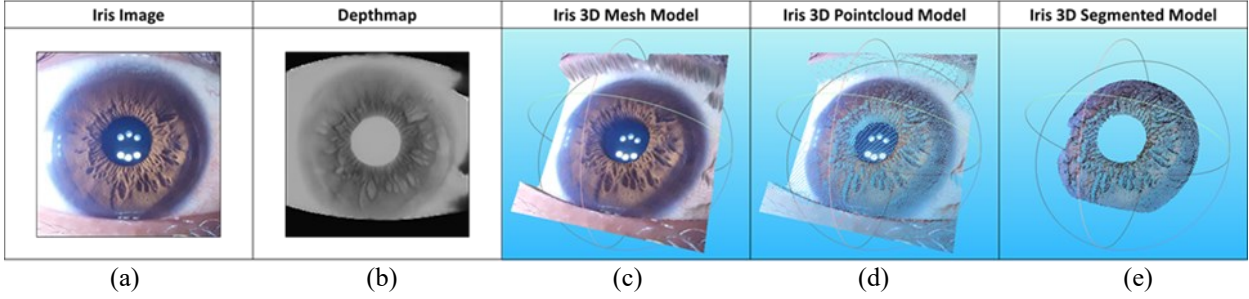 Iris Image Depthmap Iris 3D Mesh Model Iris 3D Pointcloud Model Iris 3D Segmented Model
(a) (b) (c) (d) (e)